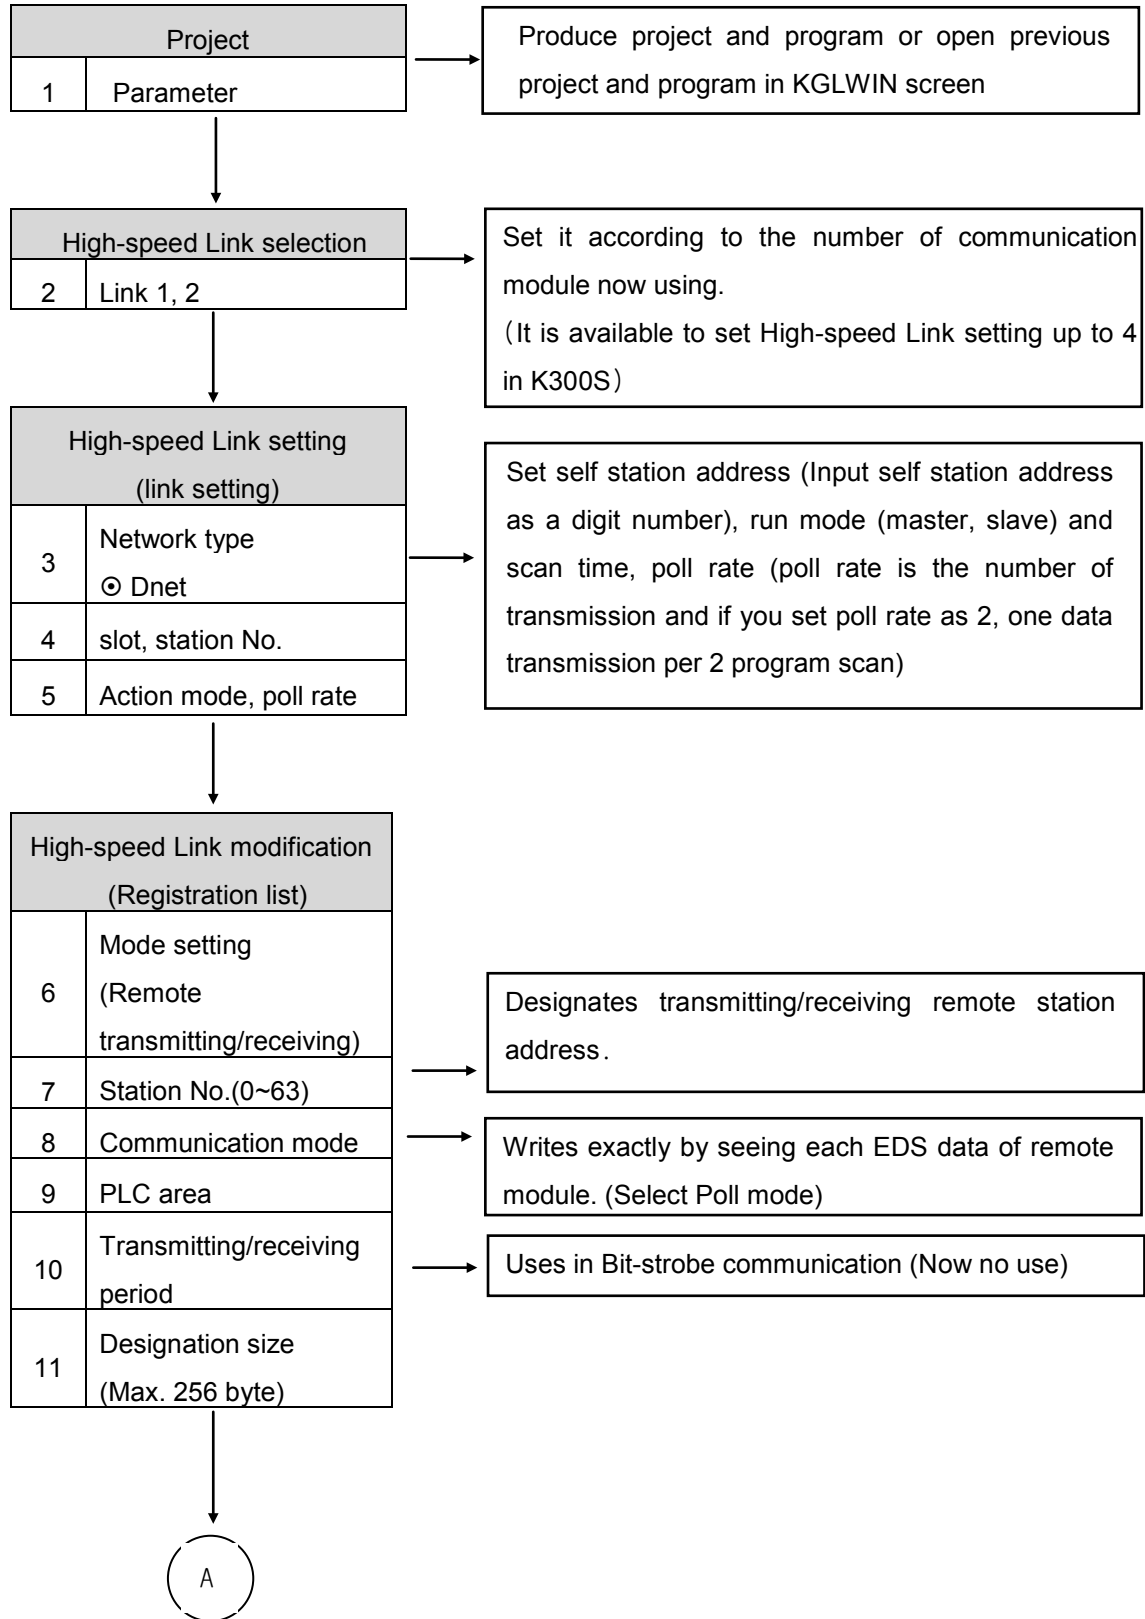 Project
1 Parameter
Produce project and program or open previous
project and program in KGLWIN screen
High-speed Link selection
2 Link 1, 2
Set it according to the number of communication
module now using.
(It is available to set High-speed Link setting up to 4
in K300S)
High-speed Link setting
(link setting)
3 Network type
⊙ Dnet
4 slot, station No.
5 Action mode, poll rate
Set self station address (Input self station address
as a digit number), run mode (master, slave) and
scan time, poll rate (poll rate is the number of
transmission and if you set poll rate as 2, one data
transmission per 2 program scan)
High-speed Link modification
(Registration list)
6 Mode setting
(Remote
transmitting/receiving)
7 Station No.(0~63)
8 Communication mode
9 PLC area
10 Transmitting/receiving
period
11 Designation size
(Max. 256 byte)
Designates transmitting/receiving remote station
address.
Writes exactly by seeing each EDS data of remote
module. (Select Poll mode)
Uses in Bit-strobe communication (Now no use)
A